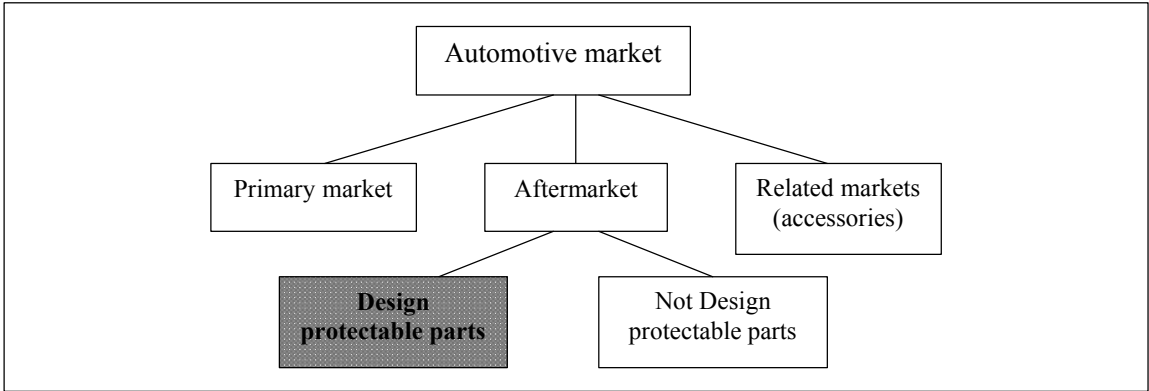 Automotive market
Primary market
Aftermarket
Related markets
(accessories)
Design
protectable parts
Not Design
protectable parts